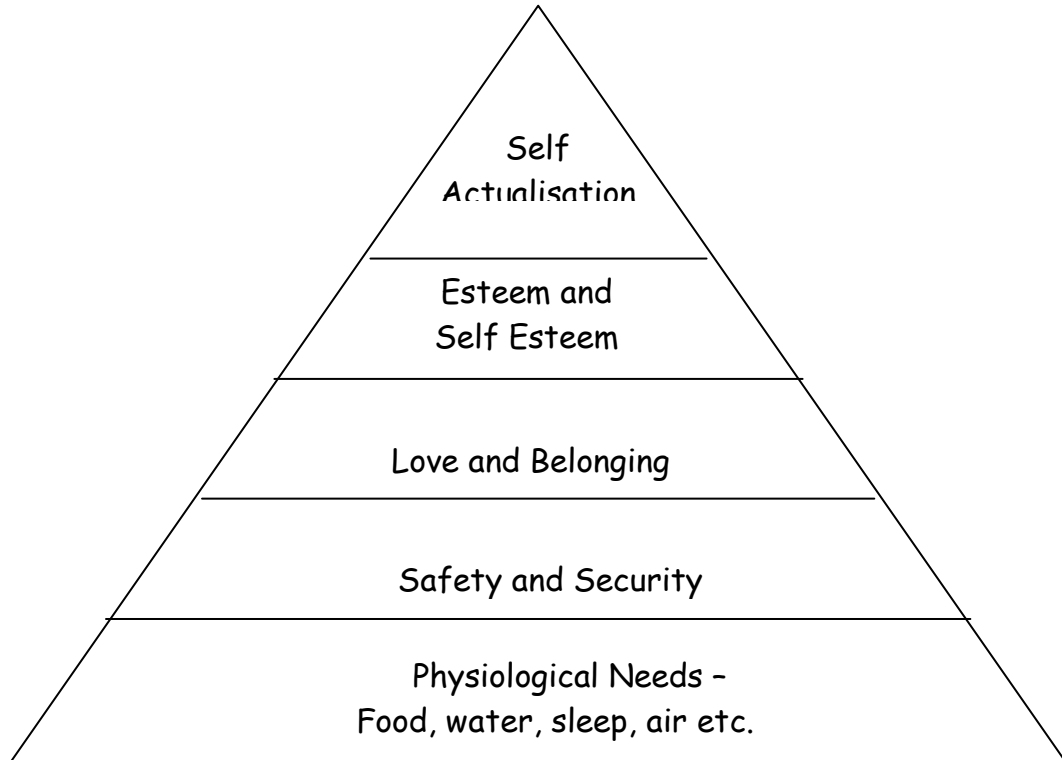 Self
Actualisation
Esteem and
Self Esteem
Love and Belonging
Safety and Security
Physiological Needs –
Food, water, sleep, air etc.